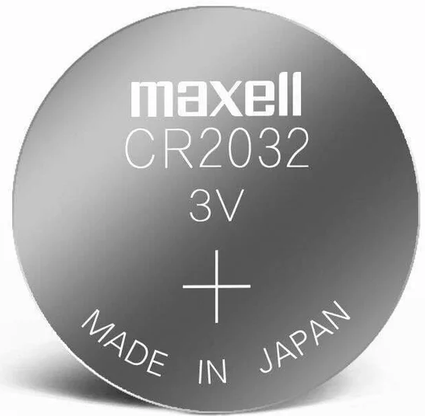 maxell
CR2032
3V
+
MADE IN JAPAN